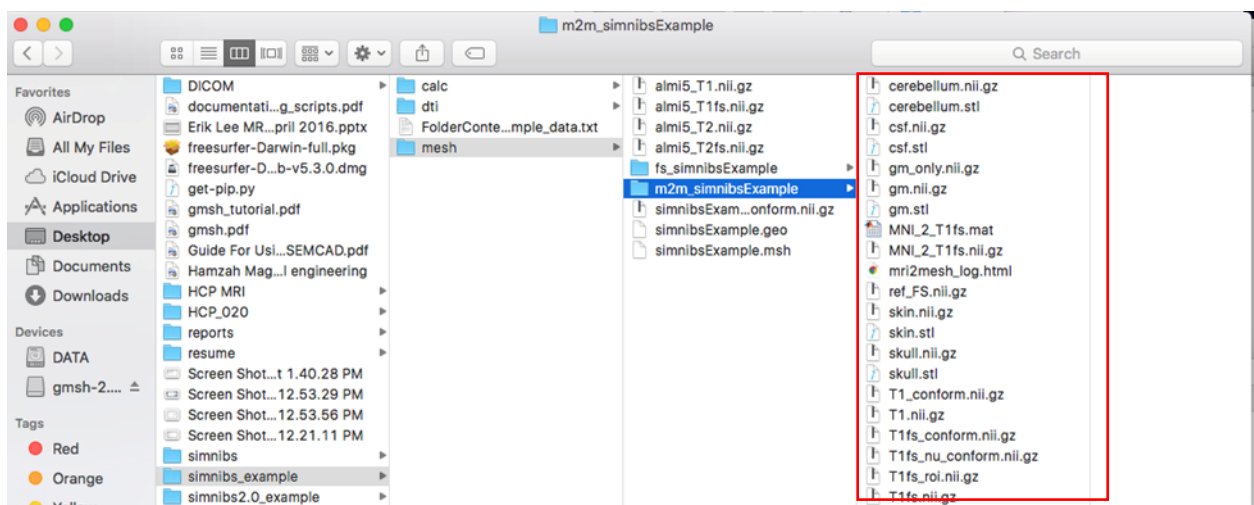 m2m_simnibsExample
Search
Favorites
AirDrop
All My Files
iCloud Drive
Applications
Desktop
Documents
Downloads
Devices
DATA
gmsh-2....
Tags
Red
Orange
DICOM
documentati...g_scripts.pdf
Erik Lee MR...pril 2016.pptx
freesurfer-Darwin-full.pkg
freesurfer-D...b-v5.3.0.dmg
get-pip.py
gmsh_tutorial.pdf
gmsh.pdf
Guide For Usi...SEMCAD.pdf
Hamzah Mag...l engineering
HCP MRI
HCP_020
reports
resume
Screen Shot...t 1.40.28 PM
Screen Shot...12.53.29 PM
Screen Shot...12.53.56 PM
Screen Shot...12.21.11 PM
simnibs
simnibs_example
simnibs2.0_example
calc
dti
FolderConte...mple_data.txt
mesh
almi5_T1.nii.gz
almi5_T1fs.nii.gz
almi5_T2.nii.gz
almi5_T2fs.nii.gz
fs_simnibsExample
m2m_simnibsExample
simnibsExam...onform.nii.gz
simnibsExample.geo
simnibsExample.msh
cerebellum.nii.gz
cerebellum.stl
csf.nii.gz
csf.stl
gm_only.nii.gz
gm.nii.gz
gm.stl
MNI_2_T1fs.mat
MNI_2_T1fs.nii.gz
mri2mesh_log.html
ref_FS.nii.gz
skin.nii.gz
skin.stl
skull.nii.gz
skull.stl
T1_conform.nii.gz
T1.nii.gz
T1fs_conform.nii.gz
T1fs_nu_conform.nii.gz
T1fs_roi.nii.gz
T1fs.nii.gz